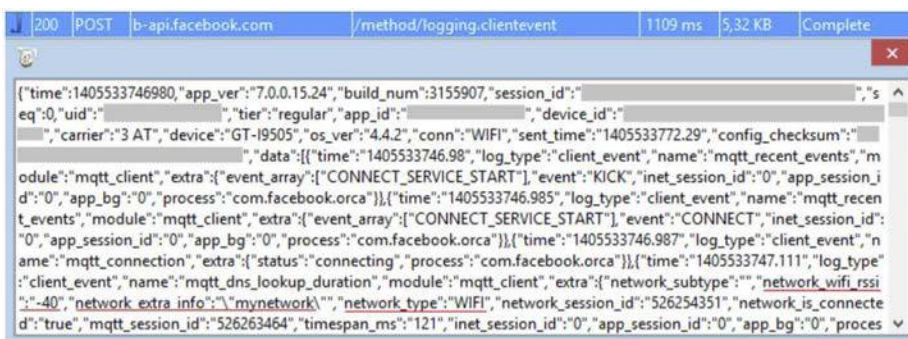 200 POST b-api.facebook.com /method/logging.clientevent 1109 ms 5,32 KB Complete
{"time":1405533746980,"app_ver":"7.0.0.15.24","build_num":3155907,"session_id":" ","s
eq":0,"uid":" ","tier":"regular","app_id":" ","device_id":
","carrier":"3 AT","device":"GT-I9505","os_ver":"4.4.2","conn":"WIFI","sent_time":"1405533772.29","config_checksum":"
","data":[{"time":"1405533746.98","log_type":"client_event","name":"mqtt_recent_events","m
odule":"mqtt_client","extra":{"event_array":["CONNECT_SERVICE_START"],"event":"KICK","inet_session_id":"0","app_session_i
d":"0","app_bg":"0","process":"com.facebook.orca"}},{"time":"1405533746.985","log_type":"client_event","name":"mqtt_recen
t_events","module":"mqtt_client","extra":{"event_array":["CONNECT_SERVICE_START"],"event":"CONNECT","inet_session_id":
"0","app_session_id":"0","app_bg":"0","process":"com.facebook.orca"}},{"time":"1405533746.987","log_type":"client_event","n
ame":"mqtt_connection","extra":{"status":"connecting","process":"com.facebook.orca"}},{"time":"1405533747.111","log_type"
:"client_event","name":"mqtt_dns_lookup_duration","module":"mqtt_client","extra":{"network_subtype":"","network_wifi_rssi
":"-40","network_extra_info":"\"mynetwork\"","network_type":"WIFI","network_session_id":"526254351","network_is_connecte
d":"true","mqtt_session_id":"526263464","timespan_ms":"121","inet_session_id":"0","app_session_id":"0","app_bg":"0","proces